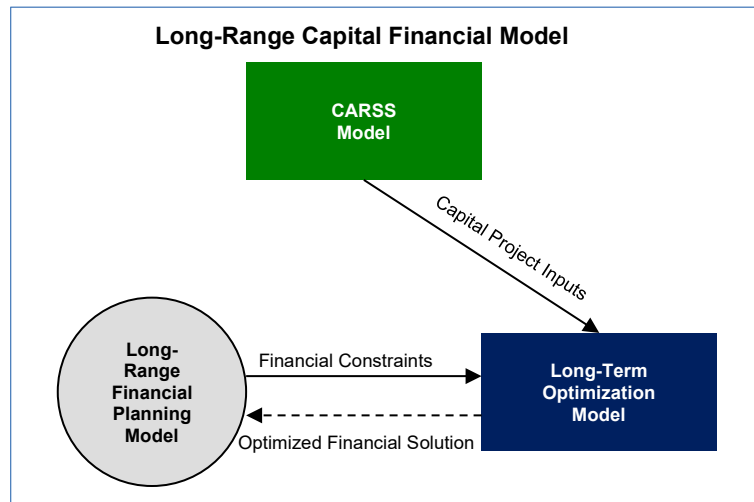 Long-Range Capital Financial Model
CARSS
Model
Capital Project Inputs
Long-
Range
Financial
Planning
Model
Financial Constraints
Optimized Financial Solution
Long-Term
Optimization
Model